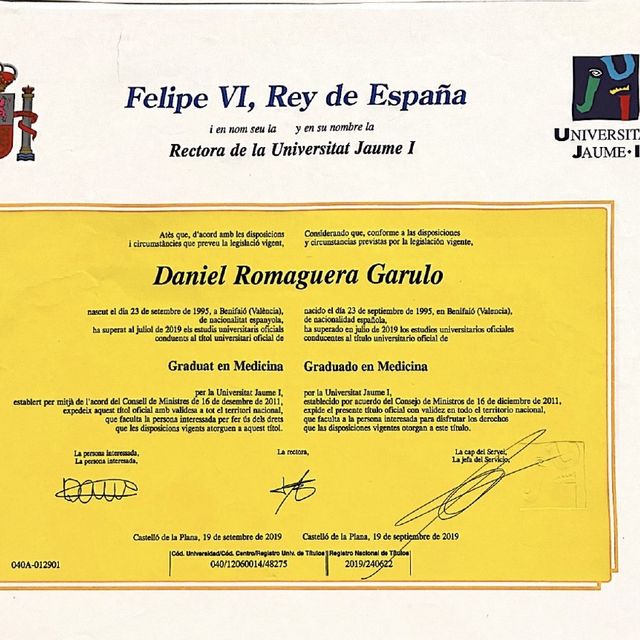 Felipe VI, Rey de España
i en nom seu la y en su nombre la
Rectora de la Universitat Jaume I
JU
I
UNIVERSITA
JAUME•I
Atès que, d'acord amb les disposicions
i circumstàncies que preveu la legislació vigent,
Considerando que, conforme a las disposiciones
y circunstancias previstas por la legislación vigente,
Daniel Romaguera Garulo
nascut el dia 23 de setembre de 1995, a Benifaió (València),
de nacionalitat espanyola,
ha superat al juliol de 2019 els estudis universitaris oficials
conduents al títol universitari oficial de
nacido el día 23 de septiembre de 1995, en Benifaió (Valencia),
de nacionalidad española,
ha superado en julio de 2019 los estudios universitarios oficiales
conducentes al título universitario oficial de
Graduat en Medicina
Graduado en Medicina
per la Universitat Jaume I,
establert per mitjà de l'acord del Consell de Ministres de 16 de desembre de 2011,
expedeix aquest títol oficial amb validesa a tot el territori nacional,
que faculta la persona interessada per fer ús dels drets
que les disposicions vigents atorguen a aquest títol.
por la Universitat Jaume I,
establecido por acuerdo del Consejo de Ministros de 16 de diciembre de 2011,
expide el presente título oficial con validez en todo el territorio nacional,
que faculta a la persona interesada para disfrutar los derechos
que las disposiciones vigentes otorgan a este título.
La persona interessada,
La persona interesada,
La rectora,
La cap del Servei,
La jefa del Servicio,
Castelló de la Plana, 19 de setembre de 2019
Castelló de la Plana, 19 de septiembre de 2019
040A-012901
Cód. Universidad/Cód. Centro/Registro Univ. de Títulos
Registro Nacional de Títulos
040/12060014/48275
2019/240622